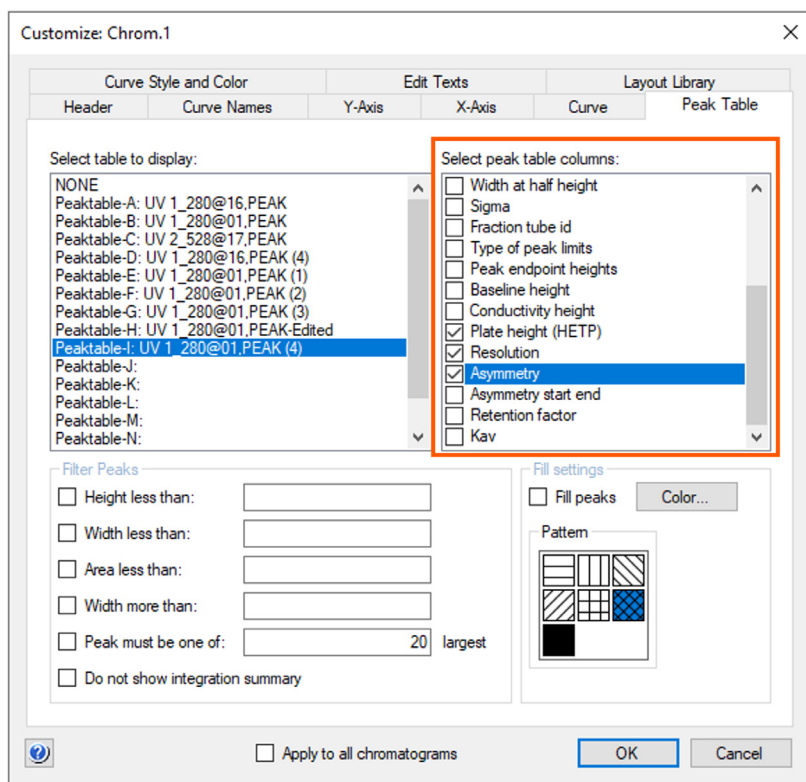 Customize: Chrom.1
Curve Style and Color
Edit Texts
Layout Library
Header
Curve Names
Y-Axis
X-Axis
Curve
Peak Table
Select table to display:
NONE
Peaktable-A: UV 1_280@16,PEAK
Peaktable-B: UV 1_280@01,PEAK
Peaktable-C: UV 2_528@17,PEAK
Peaktable-D: UV 1_280@16,PEAK (4)
Peaktable-E: UV 1_280@01,PEAK (1)
Peaktable-F: UV 1_280@01,PEAK (2)
Peaktable-G: UV 1_280@01,PEAK (3)
Peaktable-H: UV 1_280@01,PEAK-Edited
Peaktable-I: UV 1_280@01,PEAK (4)
Peaktable-J:
Peaktable-K:
Peaktable-L:
Peaktable-M:
Peaktable-N:
Select peak table columns:
Width at half height
Sigma
Fraction tube id
Type of peak limits
Peak endpoint heights
Baseline height
Conductivity height
Plate height (HETP)
Resolution
Asymmetry
Asymmetry start end
Retention factor
Kav
Filter Peaks
Height less than:
Width less than:
Area less than:
Width more than:
Peak must be one of: 20 largest
Do not show integration summary
Fill settings
Fill peaks
Color...
Pattern
?
Apply to all chromatograms
OK
Cancel